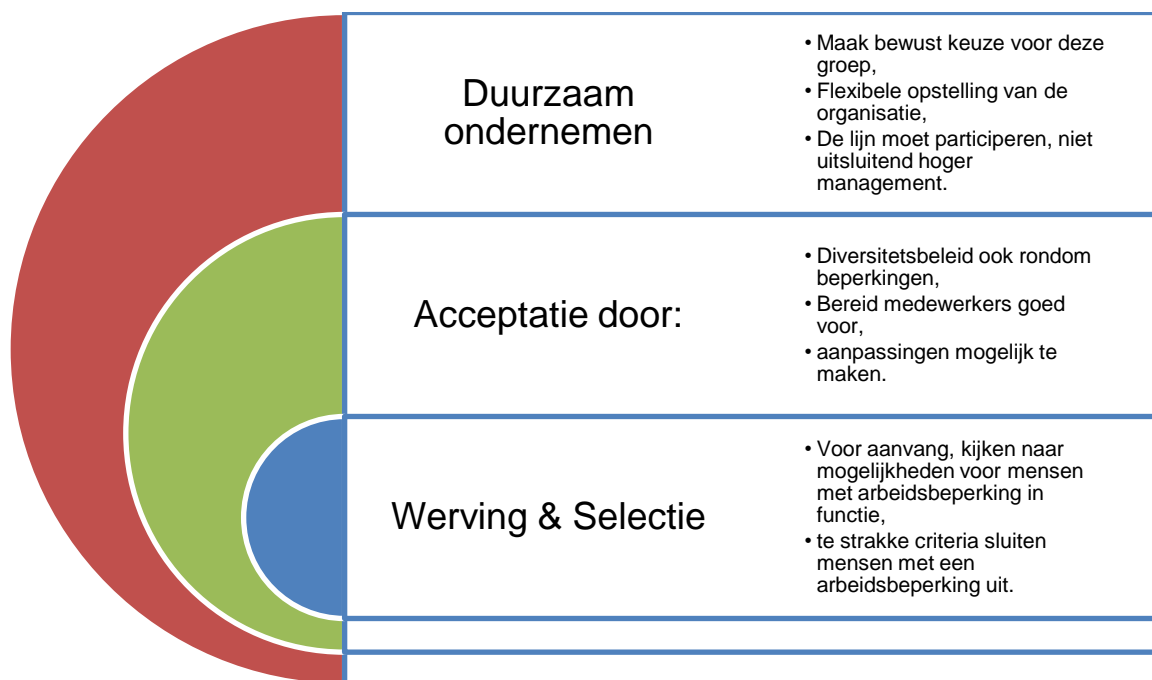 Duurzaam
ondernemen
• Maak bewust keuze voor deze
groep,
• Flexibele opstelling van de
organisatie,
• De lijn moet participeren, niet
uitsluitend hoger
management.
Acceptatie door:
• Diversitetsbeleid ook rondom
beperkingen,
• Bereid medewerkers goed
voor,
• aanpassingen mogelijk te
maken.
Werving & Selectie
• Voor aanvang, kijken naar
mogelijkheden voor mensen
met arbeidsbeperking in
functie,
• te strakke criteria sluiten
mensen met een
arbeidsbeperking uit.